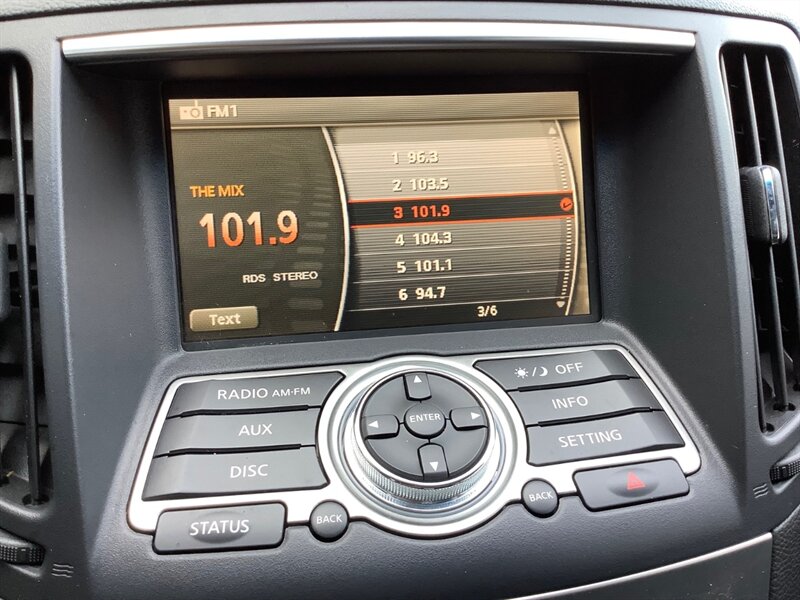 FM1
1 96.3
2 103.5
THE MIX
101.9
3 101.9
4 104.3
RDS STEREO
5 101.1
6 94.7
Text
3/6
RADIO AM·FM
AUX
DISC
STATUS
BACK
ENTER
BACK
/ OFF
INFO
SETTING